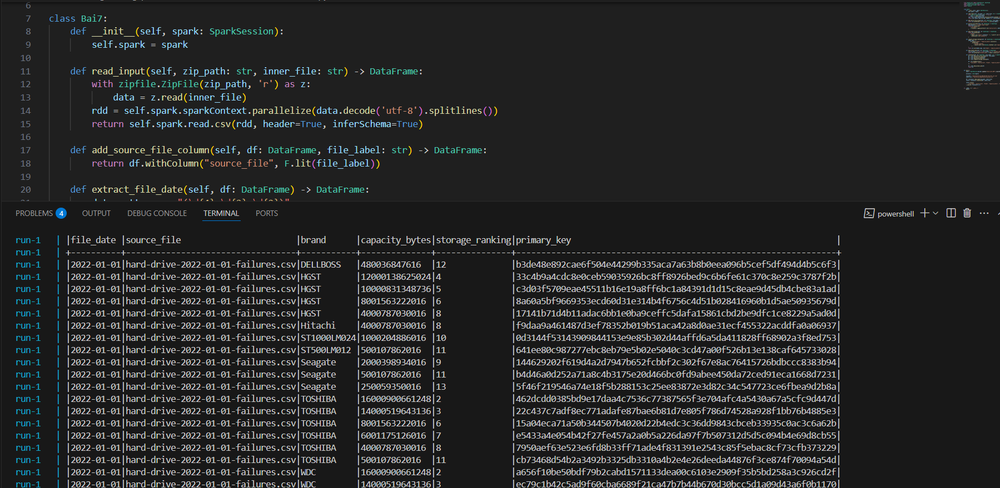 6
7 class Bai7:
8 def __init__(self, spark: SparkSession):
9 self.spark = spark
10
11 def read_input(self, zip_path: str, inner_file: str) -> DataFrame:
12 with zipfile.ZipFile(zip_path, 'r') as z:
13 data = z.read(inner_file)
14 rdd = self.spark.sparkContext.parallelize(data.decode('utf-8').splitlines())
15 return self.spark.read.csv(rdd, header=True, inferSchema=True)
16
17 def add_source_file_column(self, df: DataFrame, file_label: str) -> DataFrame:
18 return df.withColumn("source_file", F.lit(file_label))
19
20 def extract_file_date(self, df: DataFrame) -> DataFrame:
PROBLEMS 4 OUTPUT DEBUG CONSOLE TERMINAL PORTS powershell
run-1 | |file_date |source_file |brand |capacity_bytes|storage_ranking|primary_key |
run-1 | +----------+--------------------------------+-----------+--------------+---------------+----------------------------------------------------------------+
run-1 | |2022-01-01|hard-drive-2022-01-01-failures.csv|DELLBOSS |480036847616 |12 |b3de48e892cae6f504e44299b335aca7a63b8b0eea096b5cef5df494d4b5c6f3|
run-1 | |2022-01-01|hard-drive-2022-01-01-failures.csv|HGST |12000138625024|4 |33c4b9a4cdc8e0ceb59035926bc8ff8926bed9c6b6fe61c370c8e259c3787f2b|
run-1 | |2022-01-01|hard-drive-2022-01-01-failures.csv|HGST |10000831348736|5 |c3d03f5709eae45511b16e19a8ff6bc1a84391d1d15c8eae9d45db4cbe83a1ad|
run-1 | |2022-01-01|hard-drive-2022-01-01-failures.csv|HGST |8001563222016 |6 |8a60a5bf9669353ecd60d31e314b4f6756c4d51b028416960b1d5ae50935679d|
run-1 | |2022-01-01|hard-drive-2022-01-01-failures.csv|HGST |4000787030016 |8 |17141b71d4b11adac6bb1e0ba9ceffc5dafa15861cbd2be9dfc1ce8229a5ad0d|
run-1 | |2022-01-01|hard-drive-2022-01-01-failures.csv|Hitachi |4000787030016 |8 |f9daa9a461487d3ef78352b019b51aca42a8d0ae31ecf455322acddfa0a06937|
run-1 | |2022-01-01|hard-drive-2022-01-01-failures.csv|ST1000LM024|1000204886016 |10 |0d3144f53143909844153e9e85b302d44affd6a5da411828ff68902a3f8ed753|
run-1 | |2022-01-01|hard-drive-2022-01-01-failures.csv|ST500LM012 |500107862016 |11 |641ee80c987277ebc8eb79e5b02e5040c3cd47a00f526b13e138caf645733028|
run-1 | |2022-01-01|hard-drive-2022-01-01-failures.csv|Seagate |2000398934016 |9 |144629202f619d4a2d7947b652fcbbf2c302f67e8ac76415726bdbccc8383b94|
run-1 | |2022-01-01|hard-drive-2022-01-01-failures.csv|Seagate |500107862016 |11 |b4d46a0d252a71a8c4b3175e20d466bc0fd9abee450da72ced91eca1668d7231|
run-1 | |2022-01-01|hard-drive-2022-01-01-failures.csv|Seagate |250059350016 |13 |5f46f219546a74e18f5b288153c25ee83872e3d82c34c547723ce6fbea9d2b8a|
run-1 | |2022-01-01|hard-drive-2022-01-01-failures.csv|TOSHIBA |16000900661248|2 |462dcdd0385bd9e17daa4c7536c77387565f3e704afc4a5430a67a5cfc9d447d|
run-1 | |2022-01-01|hard-drive-2022-01-01-failures.csv|TOSHIBA |14000519643136|3 |22c437c7adf8ec771adafe87bae6b81d7e805f786d74528a928f1bb76b4885e3|
run-1 | |2022-01-01|hard-drive-2022-01-01-failures.csv|TOSHIBA |8001563222016 |6 |15a04eca71a50b344507b4020d22b4edc3c36dd9843cbceb33935c0ac3c6a62b|
run-1 | |2022-01-01|hard-drive-2022-01-01-failures.csv|TOSHIBA |6001175126016 |7 |e5433a4e054b42f27fe457a2a0b5a226da97f7b507312d5d5c094b4e69d8cb55|
run-1 | |2022-01-01|hard-drive-2022-01-01-failures.csv|TOSHIBA |4000787030016 |8 |7950aef63e523e6fd8b33ff71ade4f831391e2543c85f5ebac8cf73cfb373229|
run-1 | |2022-01-01|hard-drive-2022-01-01-failures.csv|TOSHIBA |500107862016 |11 |cb73468d54b2a3492b3325db3310a4b2e4e26deeda44876f3ce874f70094a54d|
run-1 | |2022-01-01|hard-drive-2022-01-01-failures.csv|WDC |16000900661248|2 |a656f10be50bdf79b2cabd1571133dea00c6103e2909f35b5bd258a3c926cd2f|
run-1 | |2022-01-01|hard-drive-2022-01-01-failures.csv|WDC |14000519643136|3 |ec79c1b42c5ad9f60cba6689f21ca47b7b44b670d30bcc5d1a09d43a6f0b1170|